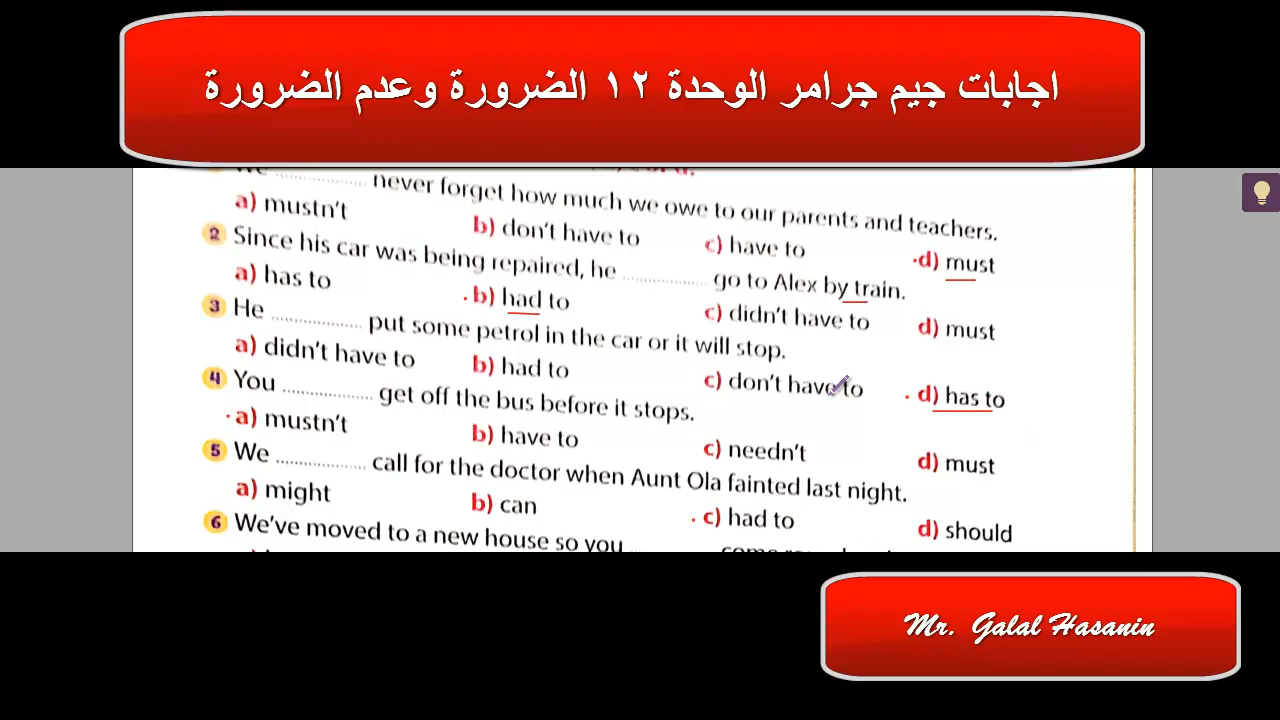 اجابات جيم جرامر الوحدة ١٢ الضرورة وعدم الضرورة
We .................. never forget how much we owe to our parents and teachers.
a) mustn't b) don't have to c) have to d) must
2 Since his car was being repaired, he .................. go to Alex by train.
a) has to b) had to c) didn't have to d) must
3 He .................. put some petrol in the car or it will stop.
a) didn't have to b) had to c) don't have to d) has to
4 You .................. get off the bus before it stops.
a) mustn't b) have to c) needn't d) must
5 We .................. call for the doctor when Aunt Ola fainted last night.
a) might b) can c) had to d) should
6 We've moved to a new house so you
Mr. Galal Hasanin